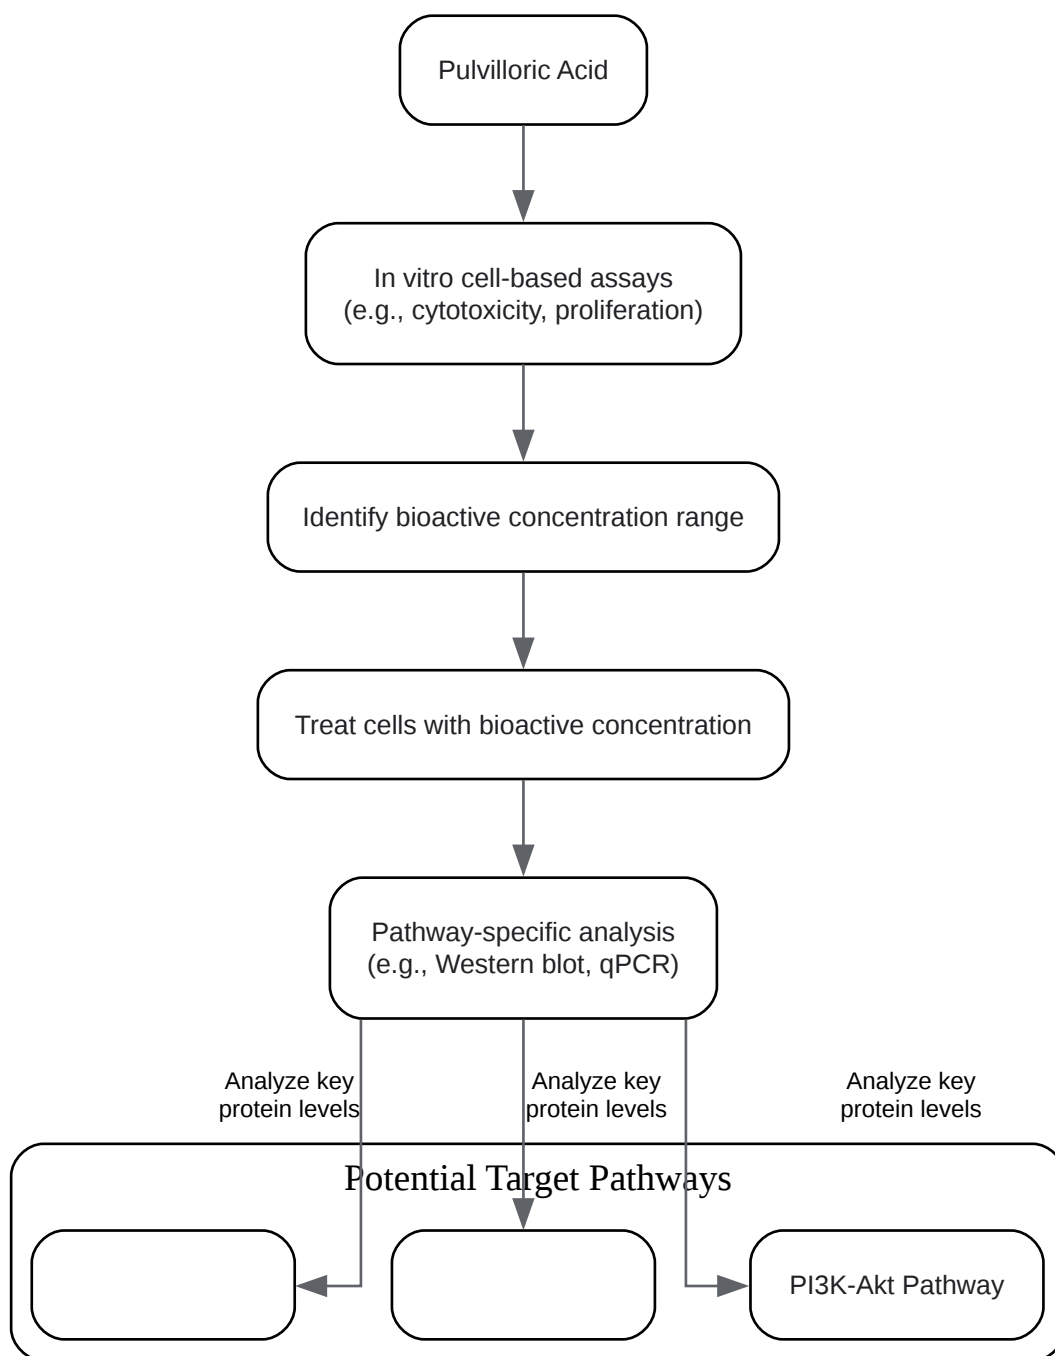 Pulvilloric Acid
In vitro cell-based assays
(e.g., cytotoxicity, proliferation)
Identify bioactive concentration range
Treat cells with bioactive concentration
Pathway-specific analysis
(e.g., Western blot, qPCR)
Analyze key
protein levels
Analyze key
protein levels
Analyze key
protein levels
Potential Target Pathways
PI3K-Akt Pathway